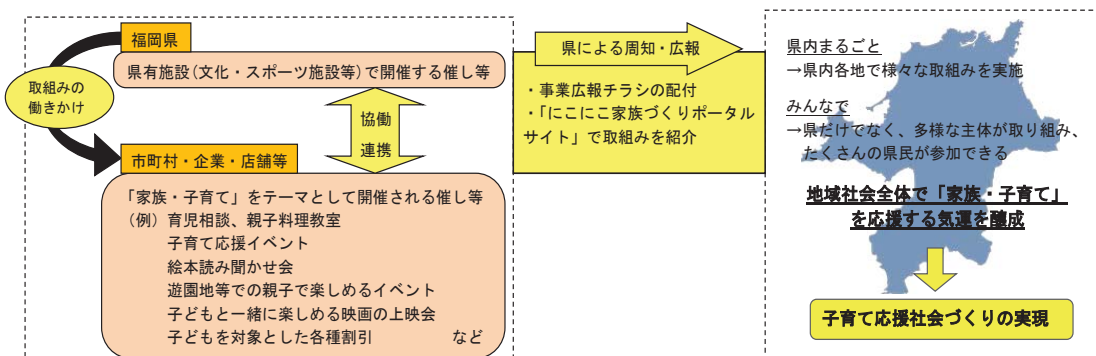 福岡県
県有施設(文化・スポーツ施設等)で開催する催し等
取組みの
働きかけ
協働
連携
市町村・企業・店舗等
「家族・子育て」をテーマとして開催される催し等
（例）育児相談、親子料理教室
子育て応援イベント
絵本読み聞かせ会
遊園地等での親子で楽しめるイベント
子どもと一緒に楽しめる映画の上映会
子どもを対象とした各種割引　　　　など
県による周知・広報
・事業広報チラシの配付
・「にこにこ家族づくりポータル
サイト」で取組みを紹介
県内まるごと
→県内各地で様々な取組みを実施
みんなで
→県だけでなく、多様な主体が取り組み、
たくさんの県民が参加できる
地域社会全体で「家族・子育て」
を応援する気運を醸成
子育て応援社会づくりの実現